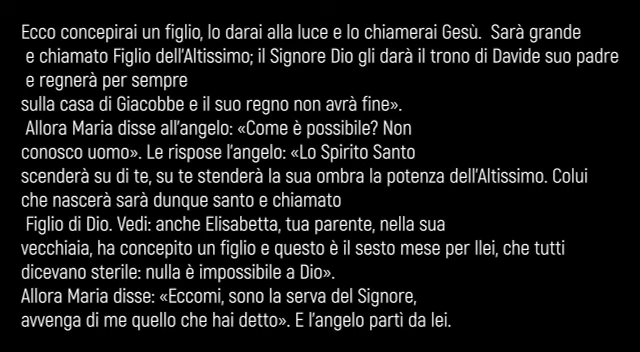 Ecco concepirai un figlio, lo darai alla luce e lo chiamerai Gesù. Sarà grande
e chiamato Figlio dell'Altissimo; il Signore Dio gli darà il trono di Davide suo padre
e regnerà per sempre
sulla casa di Giacobbe e il suo regno non avrà fine».
Allora Maria disse all'angelo: «Come è possibile? Non
conosco uomo». Le rispose l'angelo: «Lo Spirito Santo
scenderà su di te, su te stenderà la sua ombra la potenza dell'Altissimo. Colui
che nascerà sarà dunque santo e chiamato
Figlio di Dio. Vedi: anche Elisabetta, tua parente, nella sua
vecchiaia, ha concepito un figlio e questo è il sesto mese per llei, che tutti
dicevano sterile: nulla è impossibile a Dio».
Allora Maria disse: «Eccomi, sono la serva del Signore,
avvenga di me quello che hai detto». E l'angelo partì da lei.